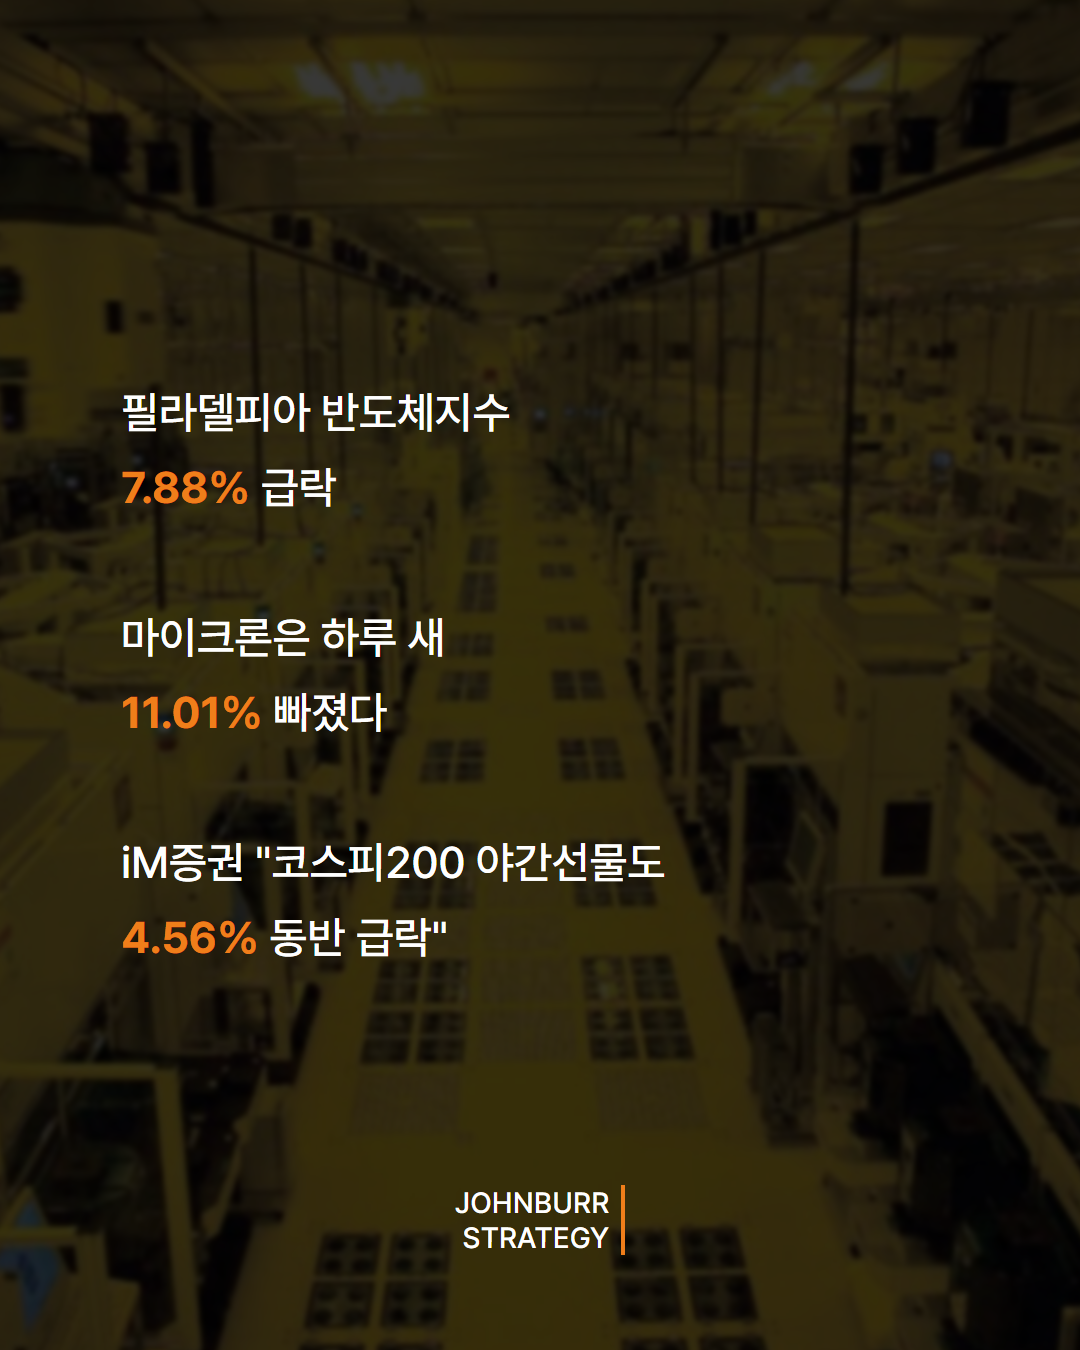 필라델피아 반도체지수
7.88% 급락
마이크론은 하루 새
11.01% 빠졌다
iM증권 "코스피200 야간선물도
4.56% 동반 급락"
JOHNBURR
STRATEGY